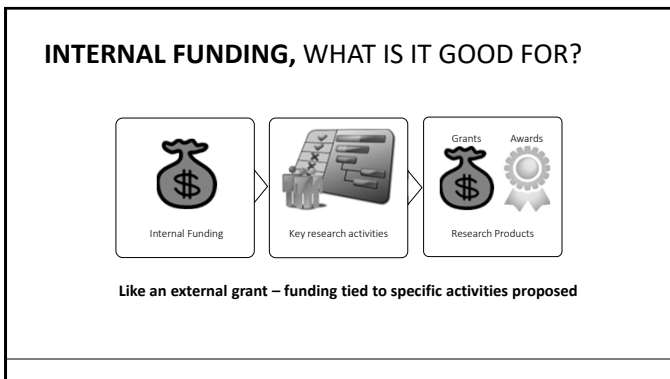 INTERNAL FUNDING, WHAT IS IT GOOD FOR?
$
Internal Funding
Key research activities
Grants Awards
$
Research Products
Like an external grant – funding tied to specific activities proposed